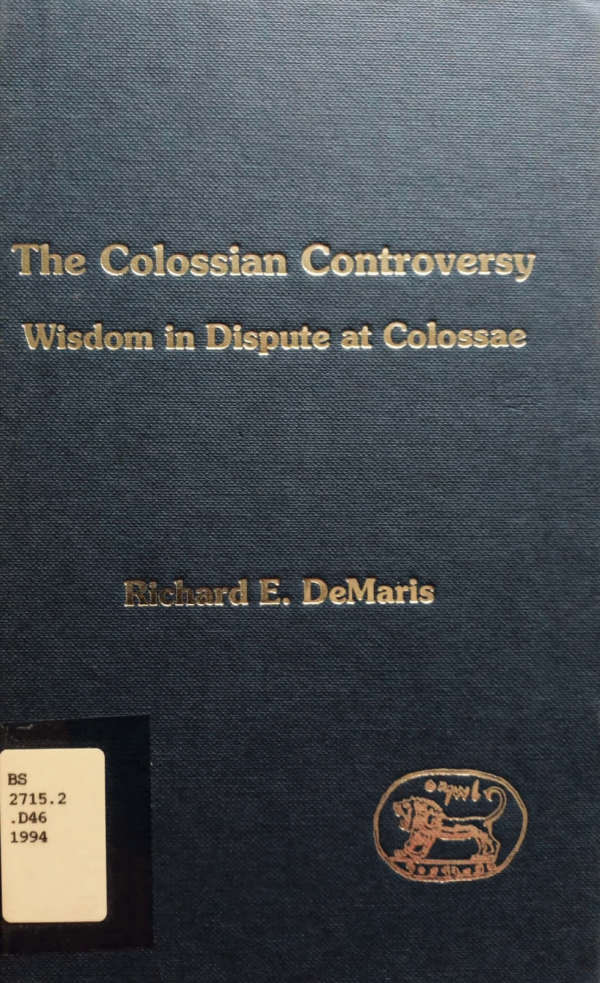 The Colossian Controversy
Wisdom in Dispute at Colossae
Richard E. DeMaris
BS
2715.2
.D46
1994